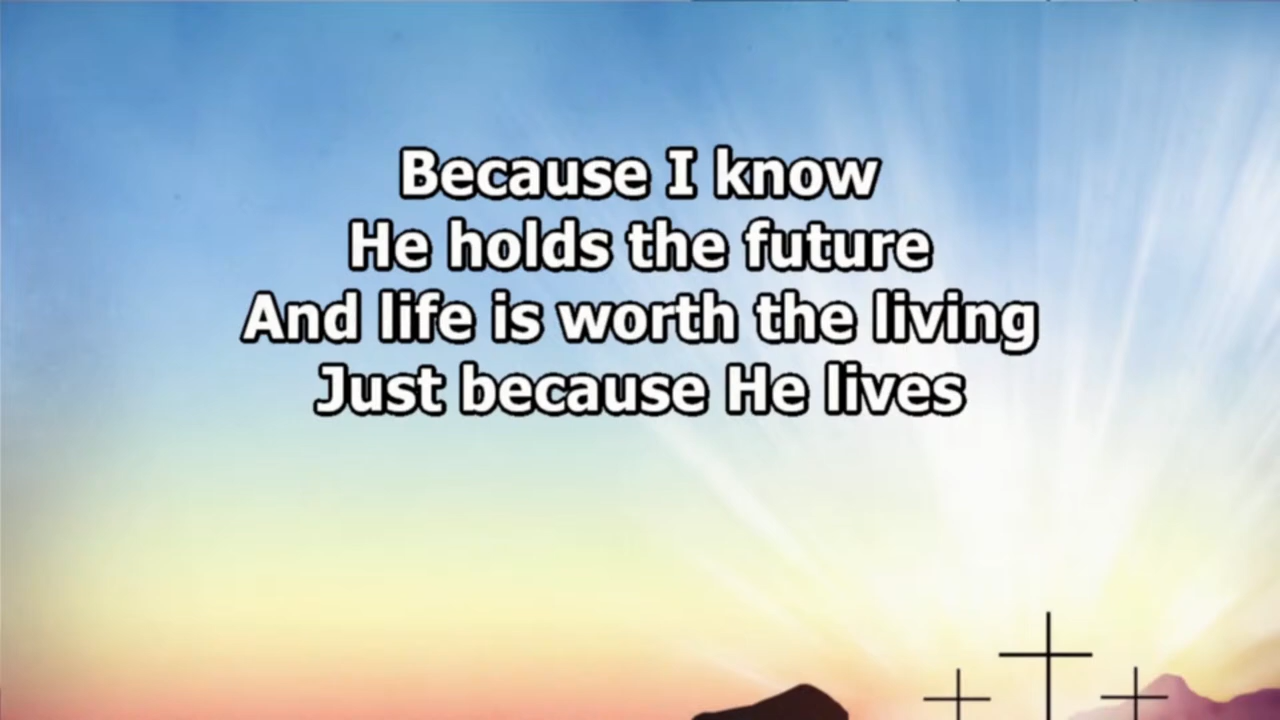 Because I know
He holds the future
And life is worth the living
Just because He lives